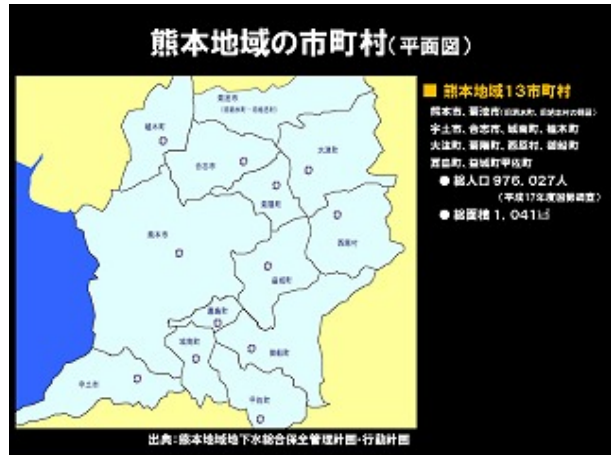 熊本地域の市町村(平面図)
菊池市
植木町
合志市
大津町
菊陽町
熊本市
西原村
益城町
嘉島町
城南町
御船町
宇土市
甲佐町
■ 熊本地域13市町村
熊本市、菊池市
宇土市、合志市、城南町、植木町
大津町、菊陽町、西原村、御船町
嘉島町、益城町甲佐町
● 総人口976,027人
(平成17年度国勢調査)
● 総面積1,041㎢
出典:熊本地域地下水総合保全管理計画・行動計画